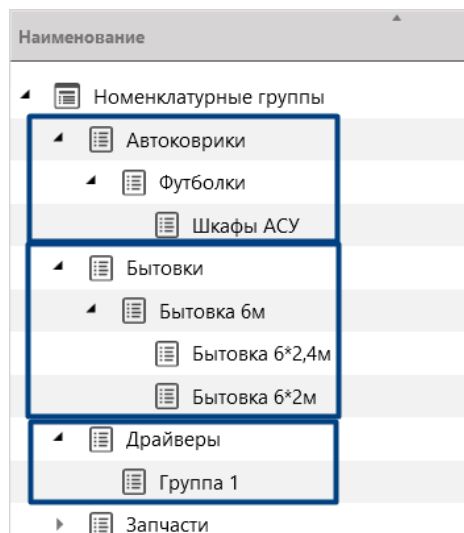 Наименование
Номенклатурные группы
Автоковрики
Футболки
Шкафы АСУ
Бытовки
Бытовка 6м
Бытовка 6*2,4м
Бытовка 6*2м
Драйверы
Группа 1
Запчасти